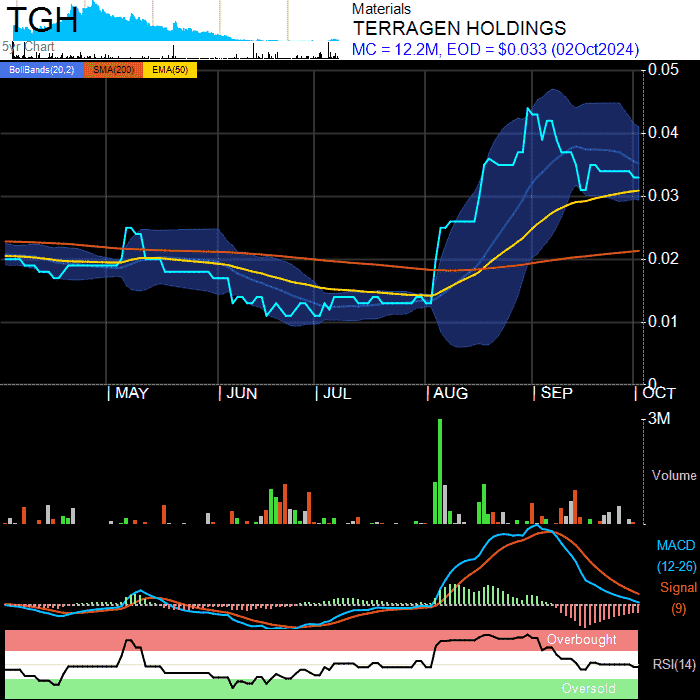 TGH
5yr Chart
Materials
TERRAGEN HOLDINGS
MC = 12.2M, EOD = $0.033 (02Oct2024)
BollBands(20,2) SMA(200) EMA(50)
0.05
0.04
0.03
0.02
0.01
0
MAY JUN JUL AUG SEP OCT
3M
Volume
MACD
(12-26)
Signal
(9)
Overbought
RSI(14)
Oversold